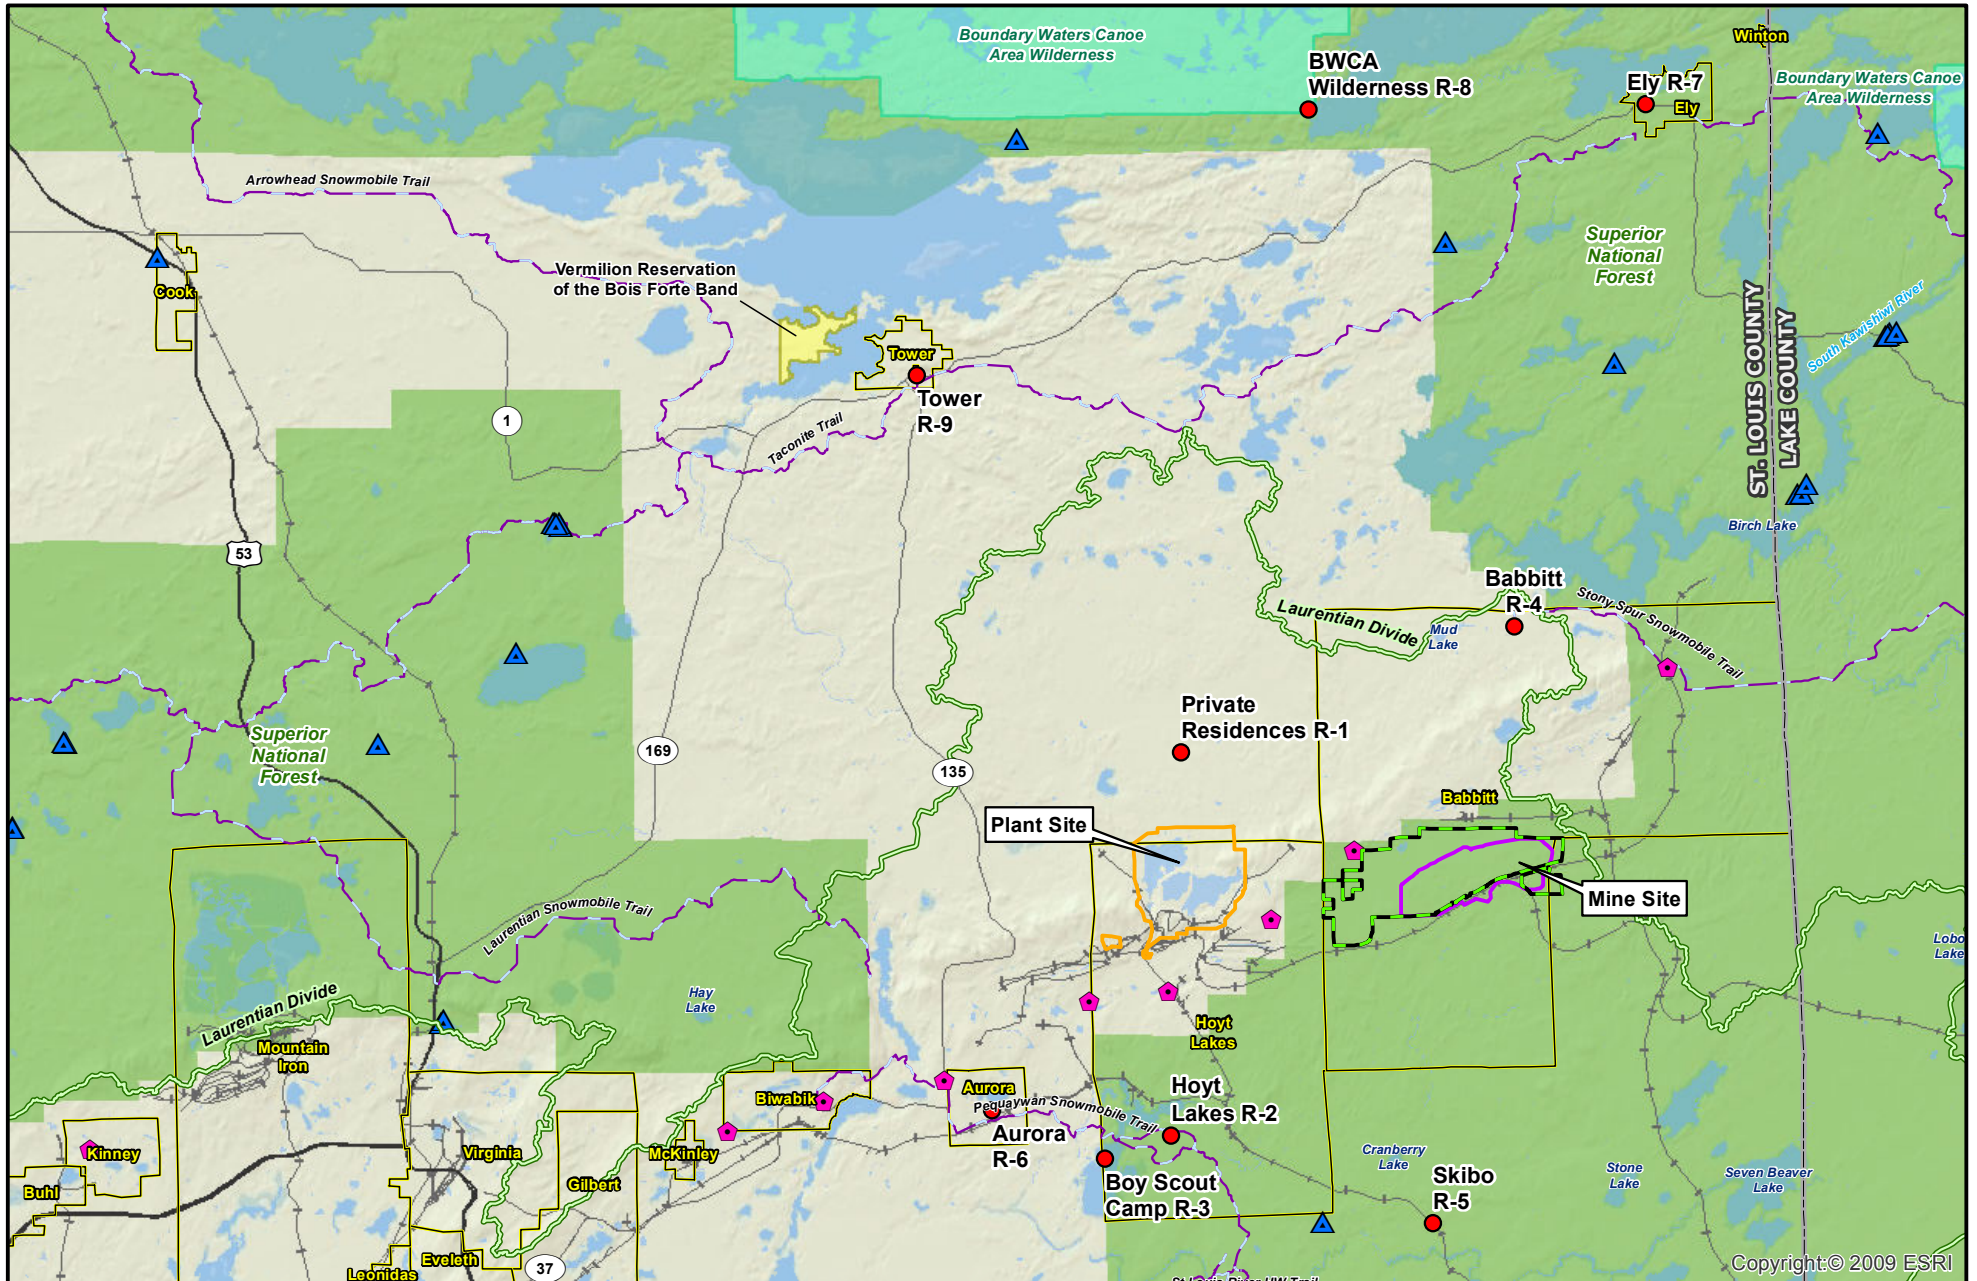 Boundary Waters Canoe
Area Wilderness
BWCA
Wilderness R-8
Winton
Ely R-7
Ely
Boundary Waters Canoe
Area Wilderness
Arrowhead Snowmobile Trail
Superior
National
Forest
Vermilion Reservation
of the Bois Forte Band
Cook
ST. LOUIS COUNTY
LAKE COUNTY
South Kawishiwi River
Tower
Tower
R-9
1
Taconite Trail
53
Birch Lake
Babbitt
R-4
Stony Spur Snowmobile Trail
Laurentian Divide
Mud
Lake
Private
Residences R-1
Superior
National
Forest
169
135
Babbitt
Plant Site
Mine Site
Laurentian Snowmobile Trail
Lobo
Lake
Hay
Lake
Laurentian Divide
Hoyt
Lakes
Mountain
Iron
Biwabik
Aurora
Hoyt
Lakes R-2
Pequaywan Snowmobile Trail
Aurora
R-6
Kinney
Virginia
McKinley
Cranberry
Lake
Skibo
R-5
Stone
Lake
Seven Beaver
Lake
Buhl
Gilbert
Boy Scout
Camp R-3
Eveleth
37
Leonidas
St Louis River HW Trail
Copyright:© 2009 ESRI